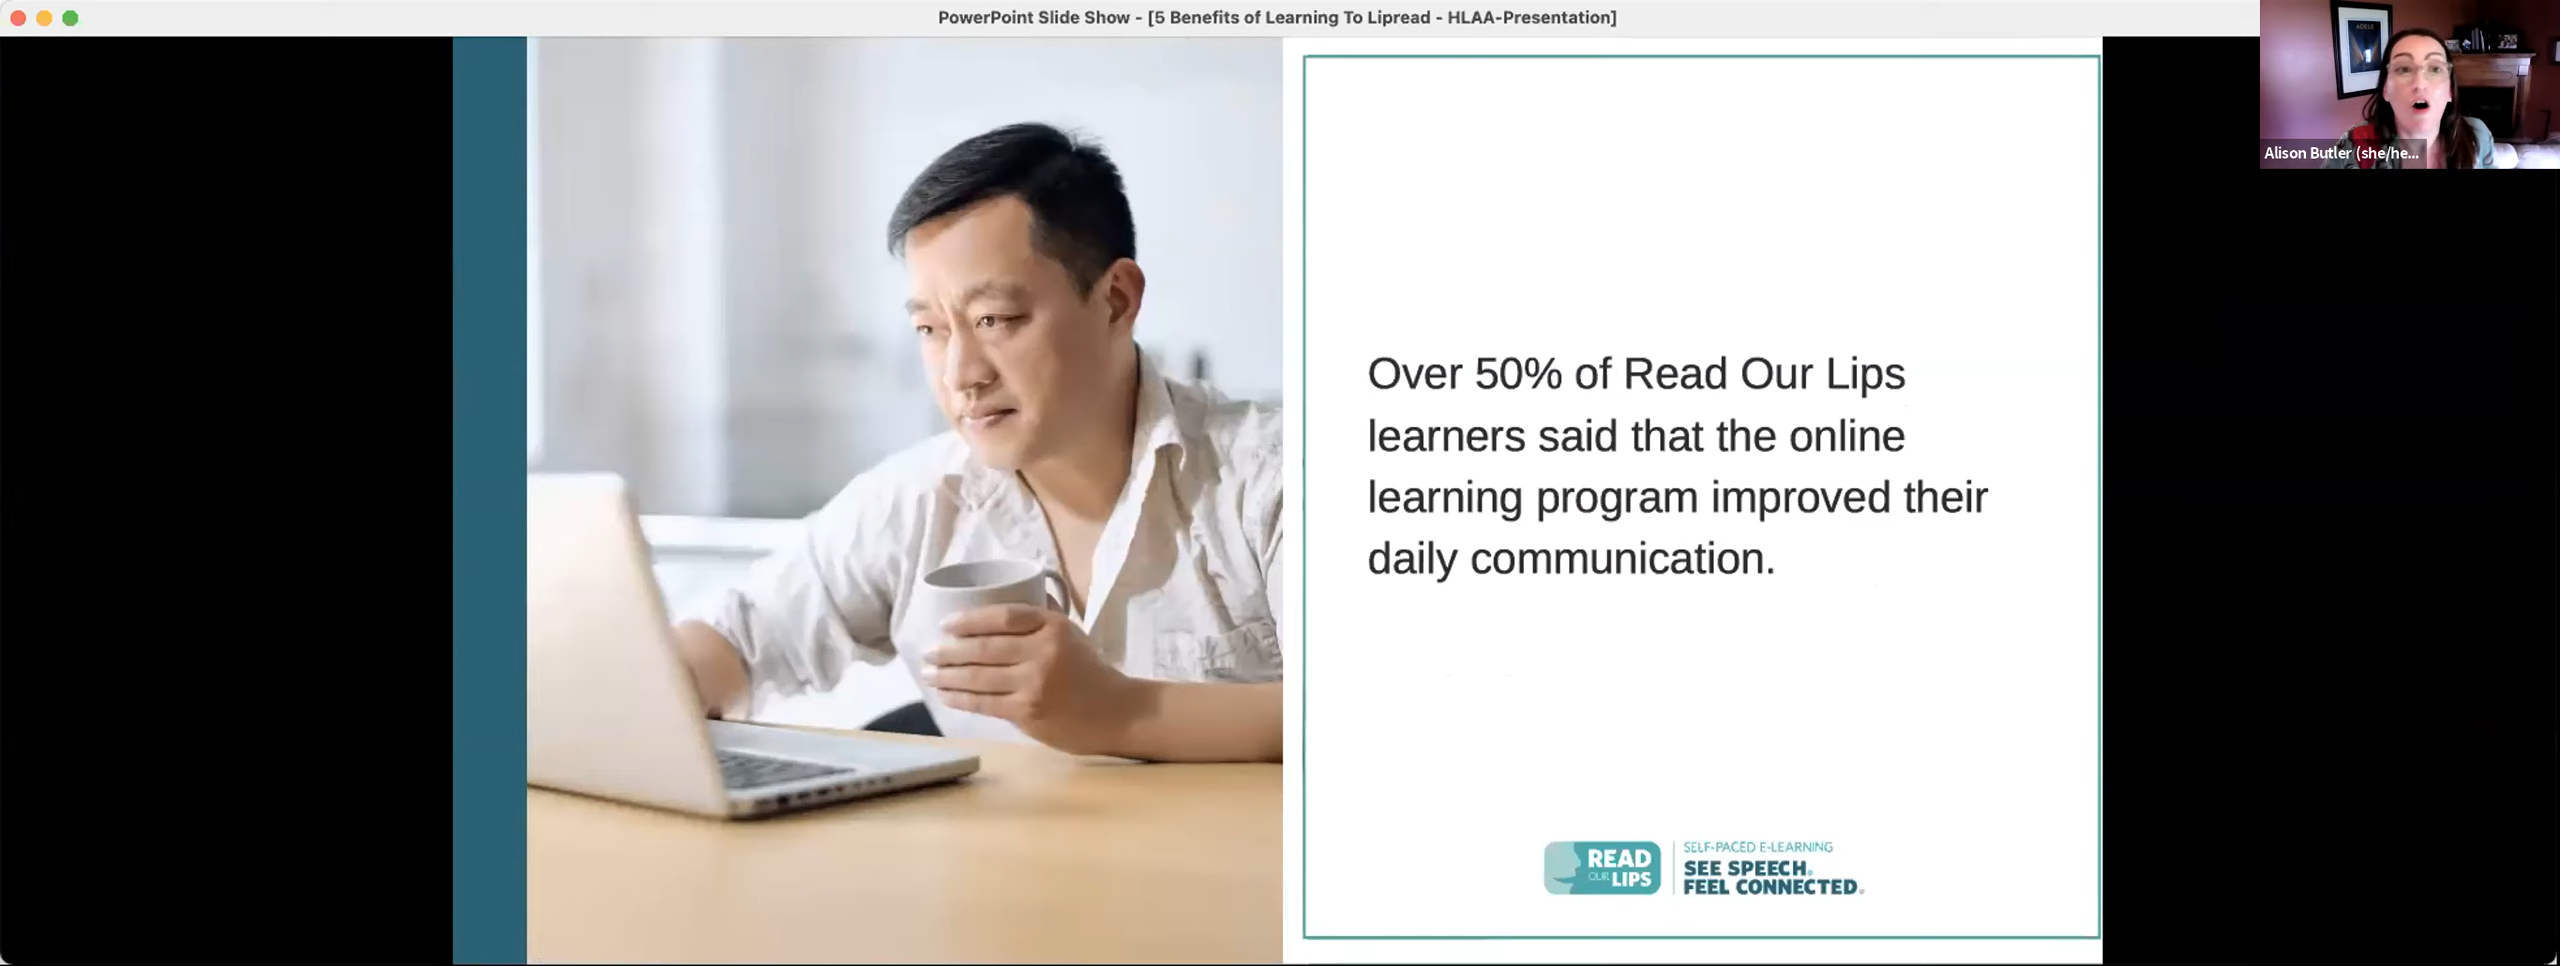 PowerPoint Slide Show - [5 Benefits of Learning To Lipread - HLAA-Presentation]
ADELE
Alison Butler (she/he...
Over 50% of Read Our Lips
learners said that the online
learning program improved their
daily communication.
READ
OUR LIPS
SELF-PACED E-LEARNING
SEE SPEECH.
FEEL CONNECTED.